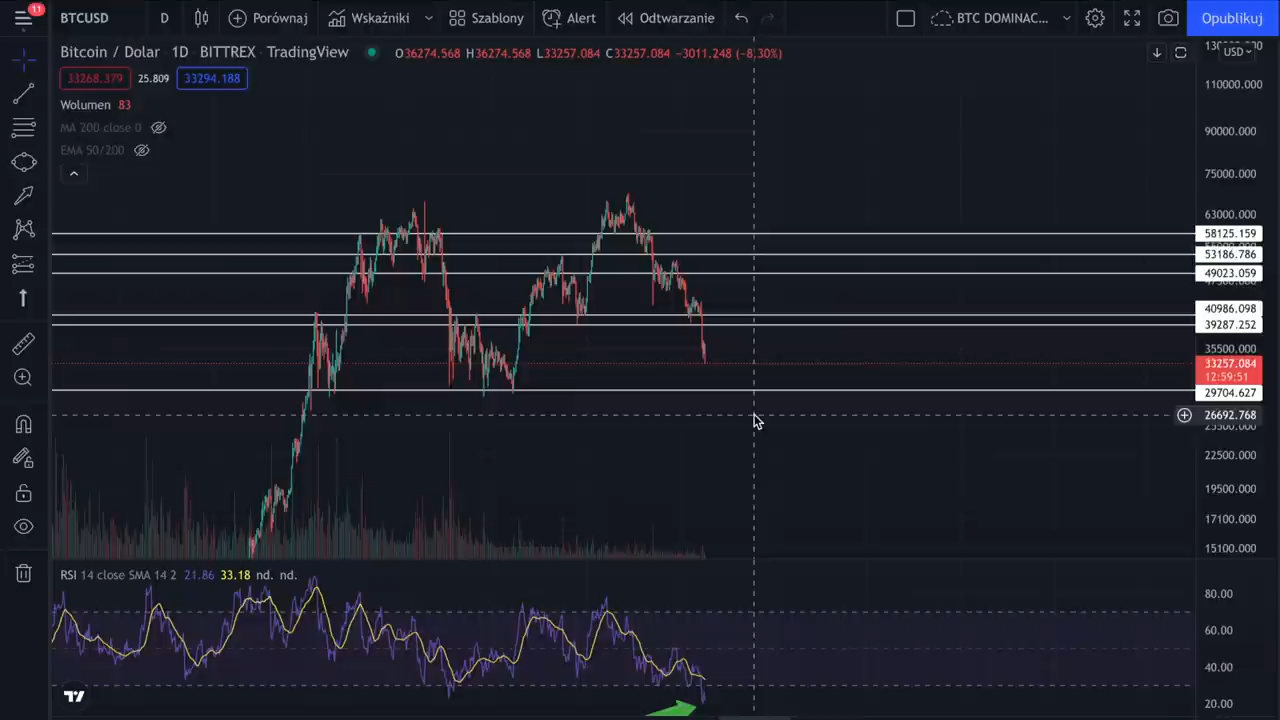 11
BTCUSD D Porównaj Wskaźniki Szablony Alert Odtwarzanie BTC DOMINAC... Opublikuj
Bitcoin / Dolar 1D BITTREX TradingView O36274.568 H36274.568 L33257.084 C33257.084 −3011.248 (−8.30%)
33268.379 25.809 33294.188
Wolumen 83
MA 200 close 0
EMA 50/200
USD
110000.000
90000.000
75000.000
63000.000
58125.159
53186.786
49023.059
40986.098
39287.252
35500.000
33257.084
12:59:51
29704.627
26692.768
22500.000
19500.000
17100.000
15100.000
RSI 14 close SMA 14 2 21.86 33.18 nd. nd.
80.00
60.00
40.00
20.00